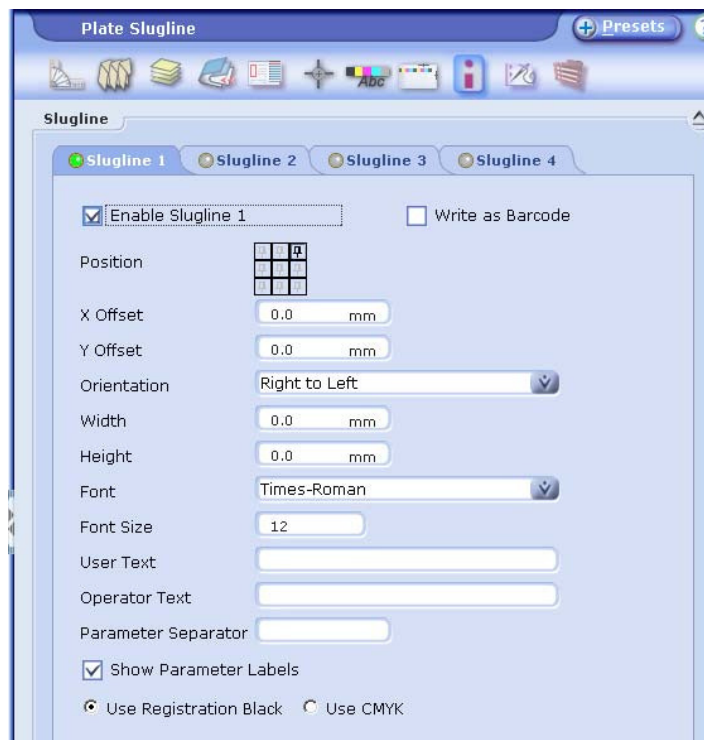 Plate Slugline
Presets
Abc
Slugline
Slugline 1 Slugline 2 Slugline 3 Slugline 4
Enable Slugline 1 Write as Barcode
Position
X Offset 0.0 mm
Y Offset 0.0 mm
Orientation Right to Left
Width 0.0 mm
Height 0.0 mm
Font Times-Roman
Font Size 12
User Text
Operator Text
Parameter Separator
Show Parameter Labels
Use Registration Black Use CMYK